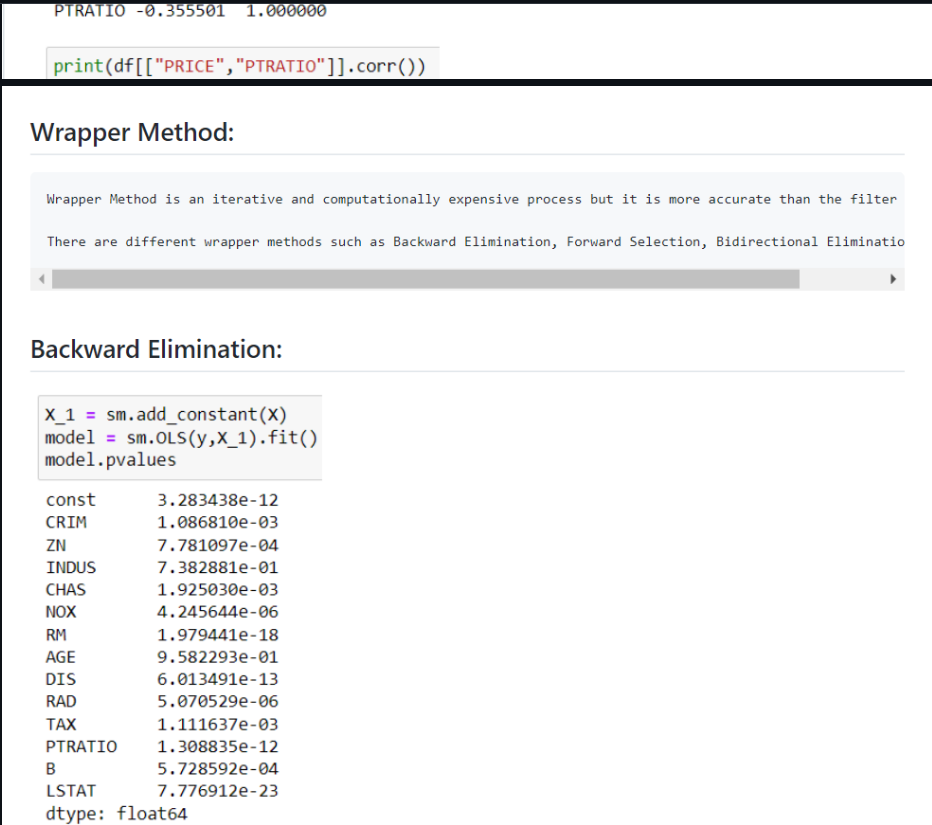 PTRATIO -0.355501 1.000000
print(df[["PRICE","PTRATIO"]].corr())
Wrapper Method:
Wrapper Method is an iterative and computationally expensive process but it is more accurate than the filter
There are different wrapper methods such as Backward Elimination, Forward Selection, Bidirectional Eliminatio
Backward Elimination:
X_1 = sm.add_constant(X)
model = sm.OLS(y,X_1).fit()
model.pvalues
const 3.283438e-12
CRIM 1.086810e-03
ZN 7.781097e-04
INDUS 7.382881e-01
CHAS 1.925030e-03
NOX 4.245644e-06
RM 1.979441e-18
AGE 9.582293e-01
DIS 6.013491e-13
RAD 5.070529e-06
TAX 1.111637e-03
PTRATIO 1.308835e-12
B 5.728592e-04
LSTAT 7.776912e-23
dtype: float64